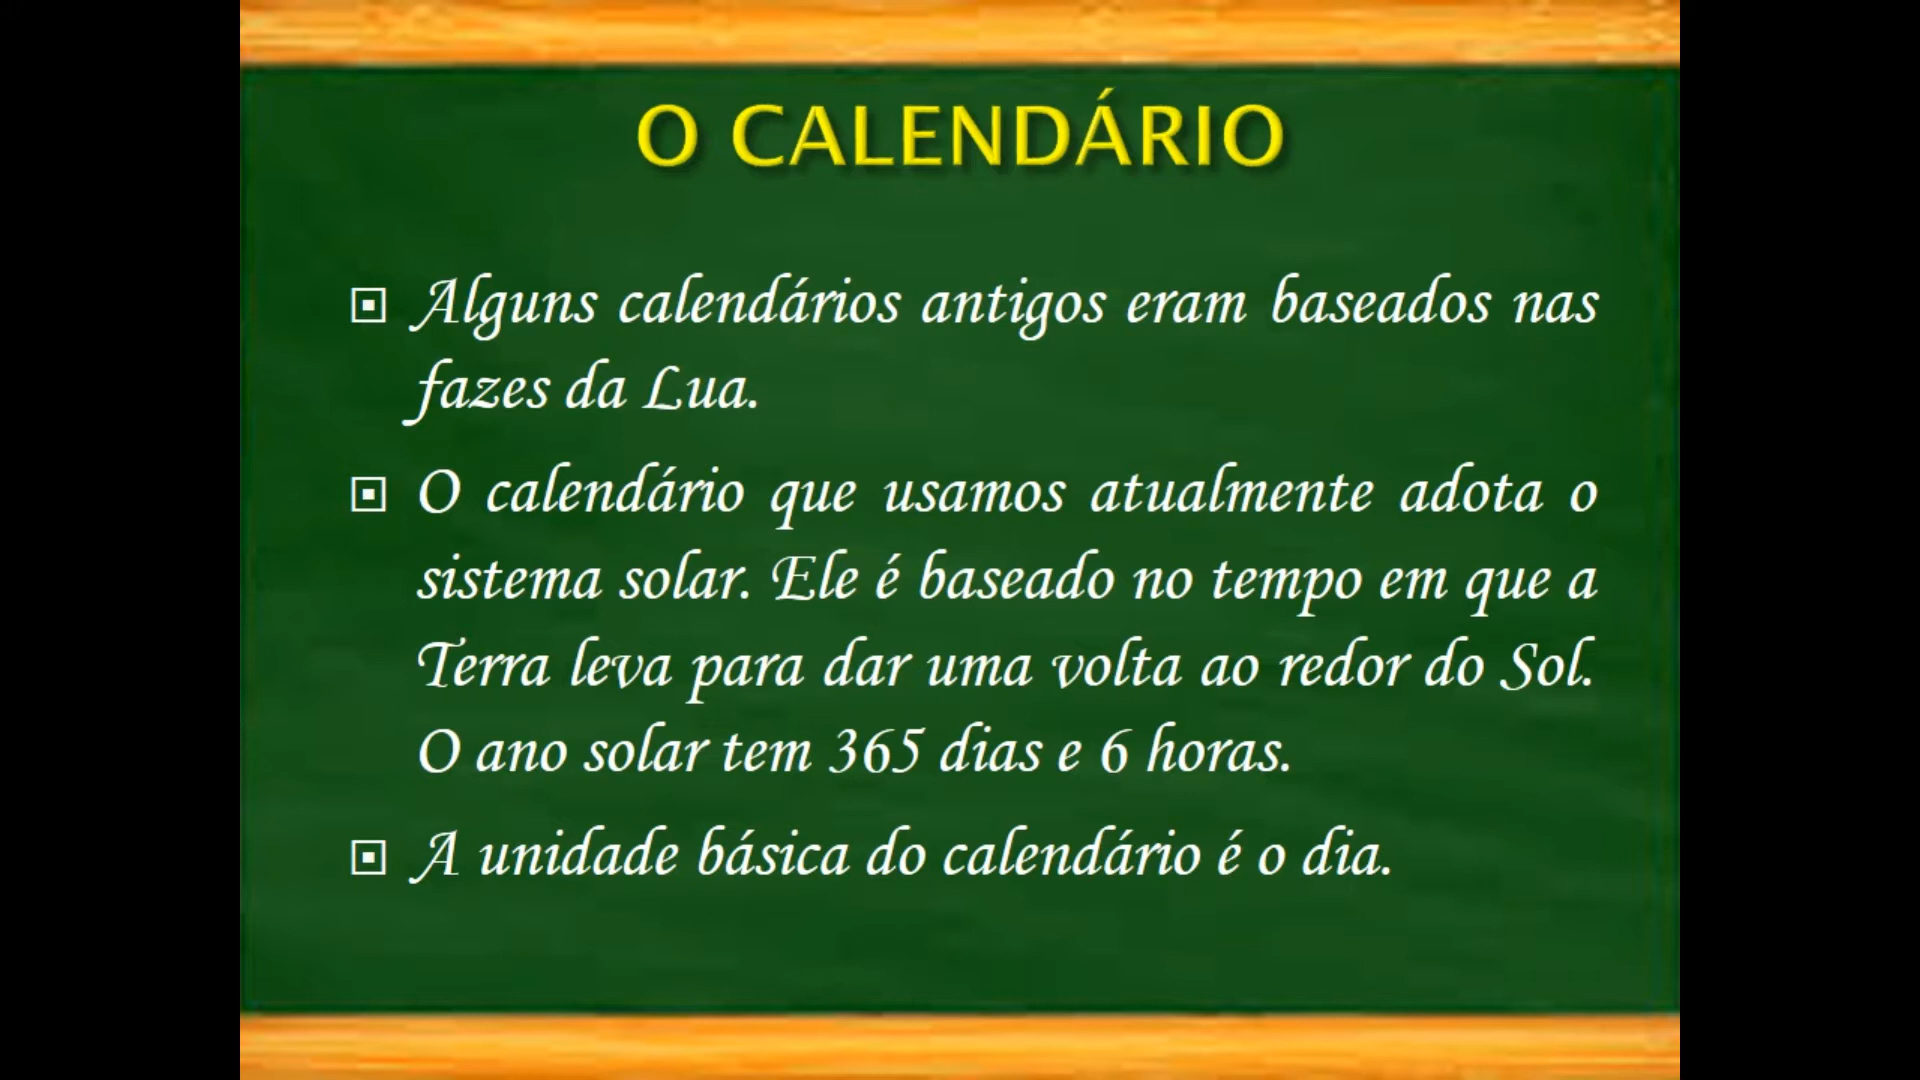 O CALENDÁRIO
Alguns calendários antigos eram baseados nas
fazes da Lua.
O calendário que usamos atualmente adota o
sistema solar. Ele é baseado no tempo em que a
Terra leva para dar uma volta ao redor do Sol.
O ano solar tem 365 dias e 6 horas.
A unidade básica do calendário é o dia.